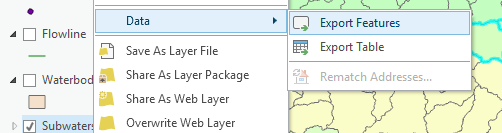 Flowline
Waterbod
Subwaters
Data
Save As Layer File
Share As Layer Package
Share As Web Layer
Overwrite Web Layer
Export Features
Export Table
Rematch Addresses...